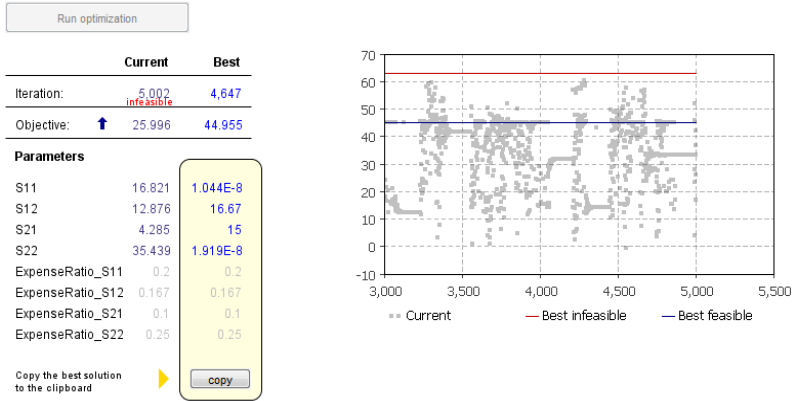 Run optimization
Current Best
Iteration: 5,002 4,647
infeasible
Objective: 25.996 44.955
Parameters
S11 16.821 1.044E-8
S12 12.876 16.67
S21 4.285 15
S22 35.439 1.919E-8
ExpenseRatio_S11 0.2 0.2
ExpenseRatio_S12 0.167 0.167
ExpenseRatio_S21 0.1 0.1
ExpenseRatio_S22 0.25 0.25
Copy the best solution
to the clipboard
copy
70
60
50
40
30
20
10
0
-10
3,000 3,500 4,000 4,500 5,000 5,500
Current Best infeasible Best feasible